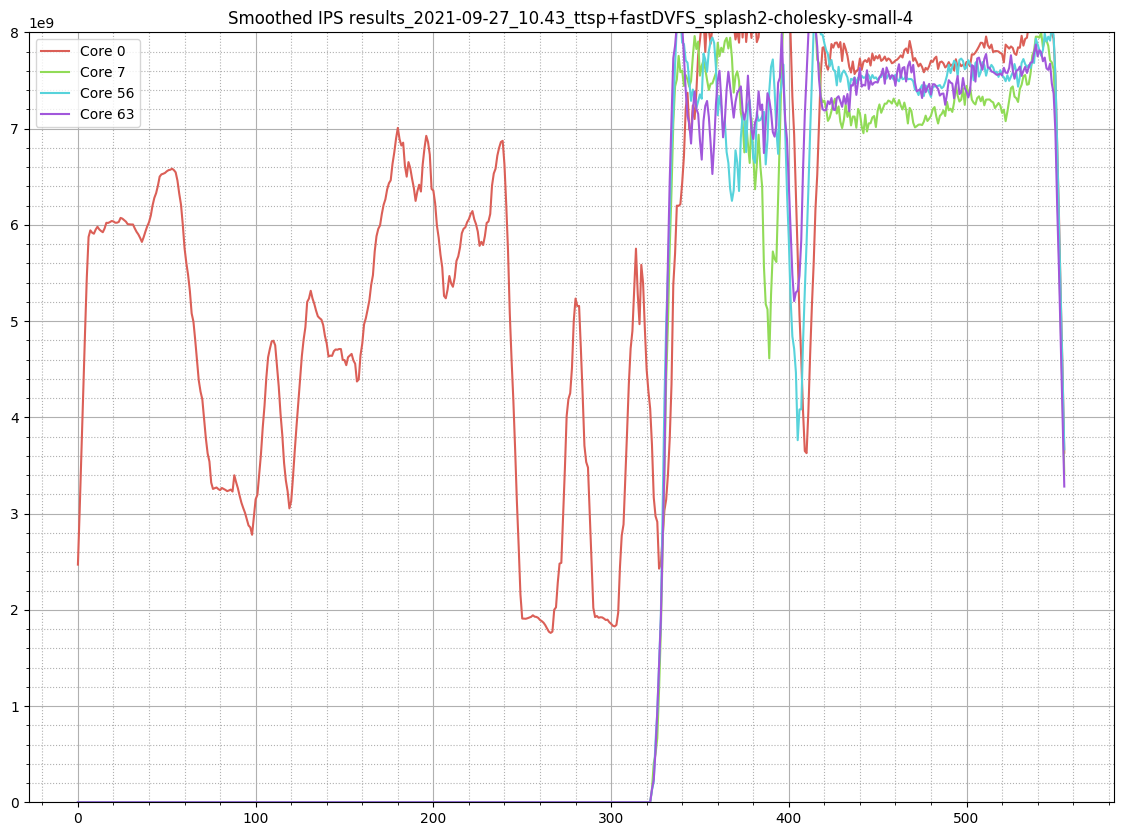 Smoothed IPS results_2021-09-27_10.43_ttsp+fastDVFS_splash2-cholesky-small-4
1e9
Core 0
Core 7
Core 56
Core 63
8
7
6
5
4
3
2
1
0
0 100 200 300 400 500